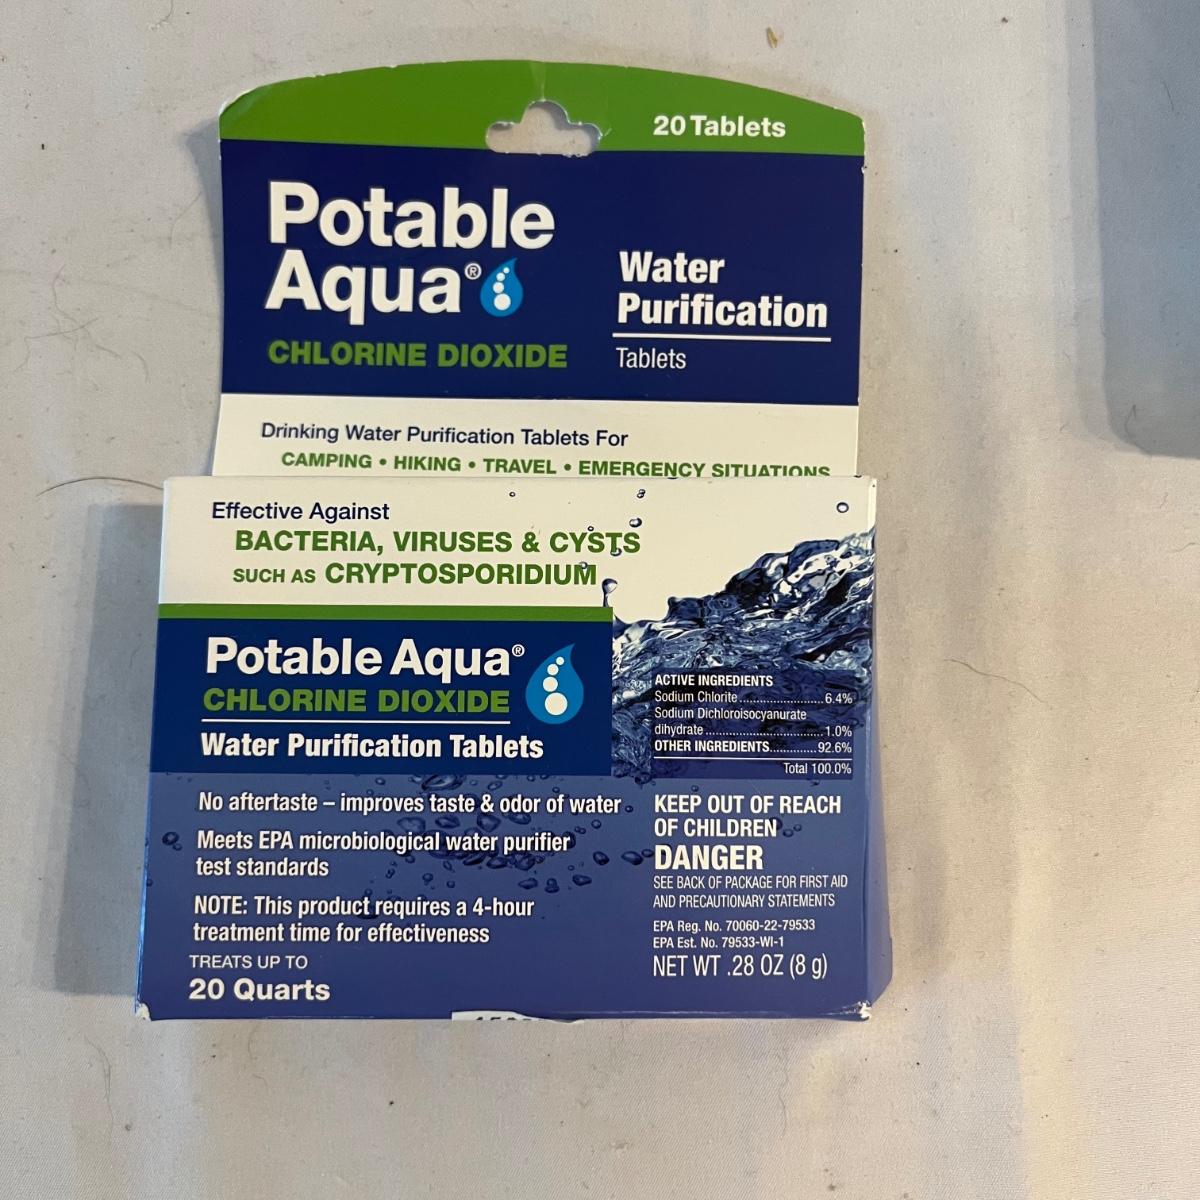 20 Tablets
Potable
Aqua®
CHLORINE DIOXIDE
Water
Purification
Tablets
Drinking Water Purification Tablets For
CAMPING • HIKING • TRAVEL • EMERGENCY SITUATIONS
Effective Against
BACTERIA, VIRUSES & CYSTS
SUCH AS CRYPTOSPORIDIUM
Potable Aqua®
CHLORINE DIOXIDE
Water Purification Tablets
No aftertaste – improves taste & odor of water
Meets EPA microbiological water purifier
test standards
NOTE: This product requires a 4-hour
treatment time for effectiveness
TREATS UP TO
20 Quarts
ACTIVE INGREDIENTS
Sodium Chlorite........................6.4%
Sodium Dichloroisocyanurate
dihydrate..................................1.0%
OTHER INGREDIENTS.............92.6%
Total 100.0%
KEEP OUT OF REACH
OF CHILDREN
DANGER
SEE BACK OF PACKAGE FOR FIRST AID
AND PRECAUTIONARY STATEMENTS
EPA Reg. No. 70060-22-79533
EPA Est. No. 79533-WI-1
NET WT .28 OZ (8 g)